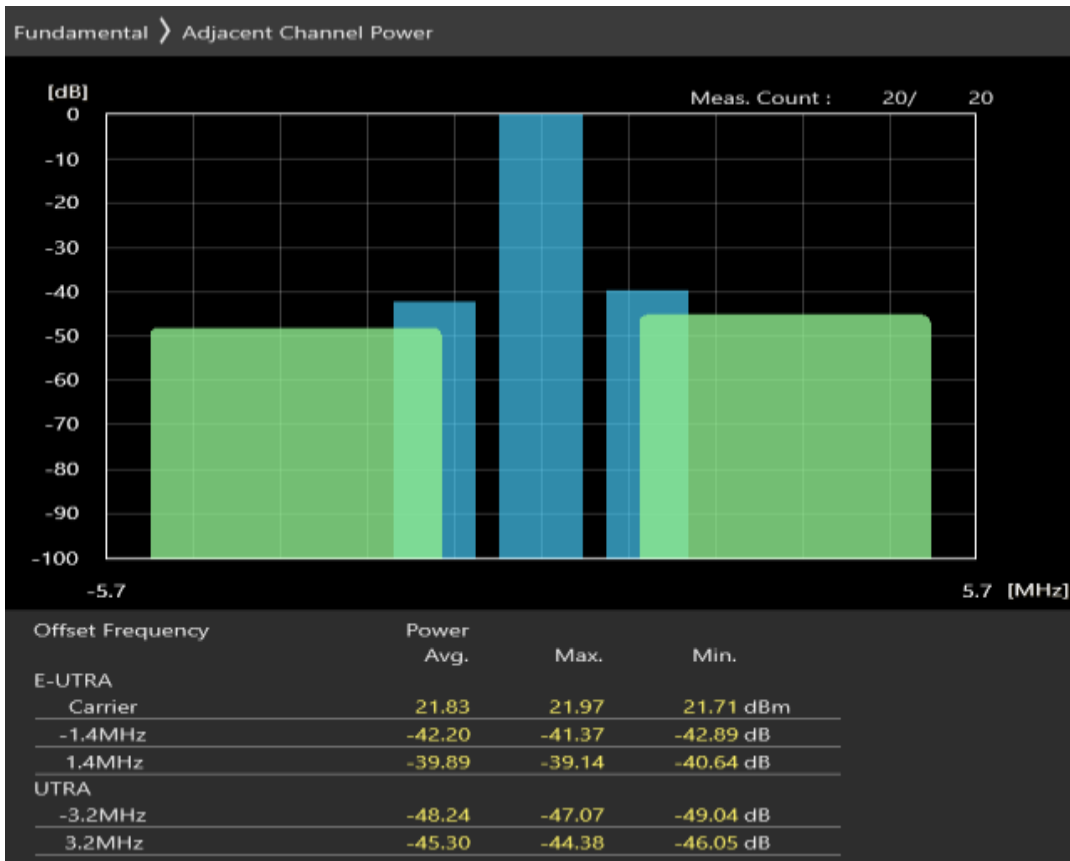 Fundamental 〉 Adjacent Channel Power
[dB]
Meas. Count : 20/ 20
0
-10
-20
-30
-40
-50
-60
-70
-80
-90
-100
-5.7 5.7 [MHz]
Offset Frequency Power
Avg. Max. Min.
E-UTRA
Carrier 21.83 21.97 21.71 dBm
-1.4MHz -42.20 -41.37 -42.89 dB
1.4MHz -39.89 -39.14 -40.64 dB
UTRA
-3.2MHz -48.24 -47.07 -49.04 dB
3.2MHz -45.30 -44.38 -46.05 dB